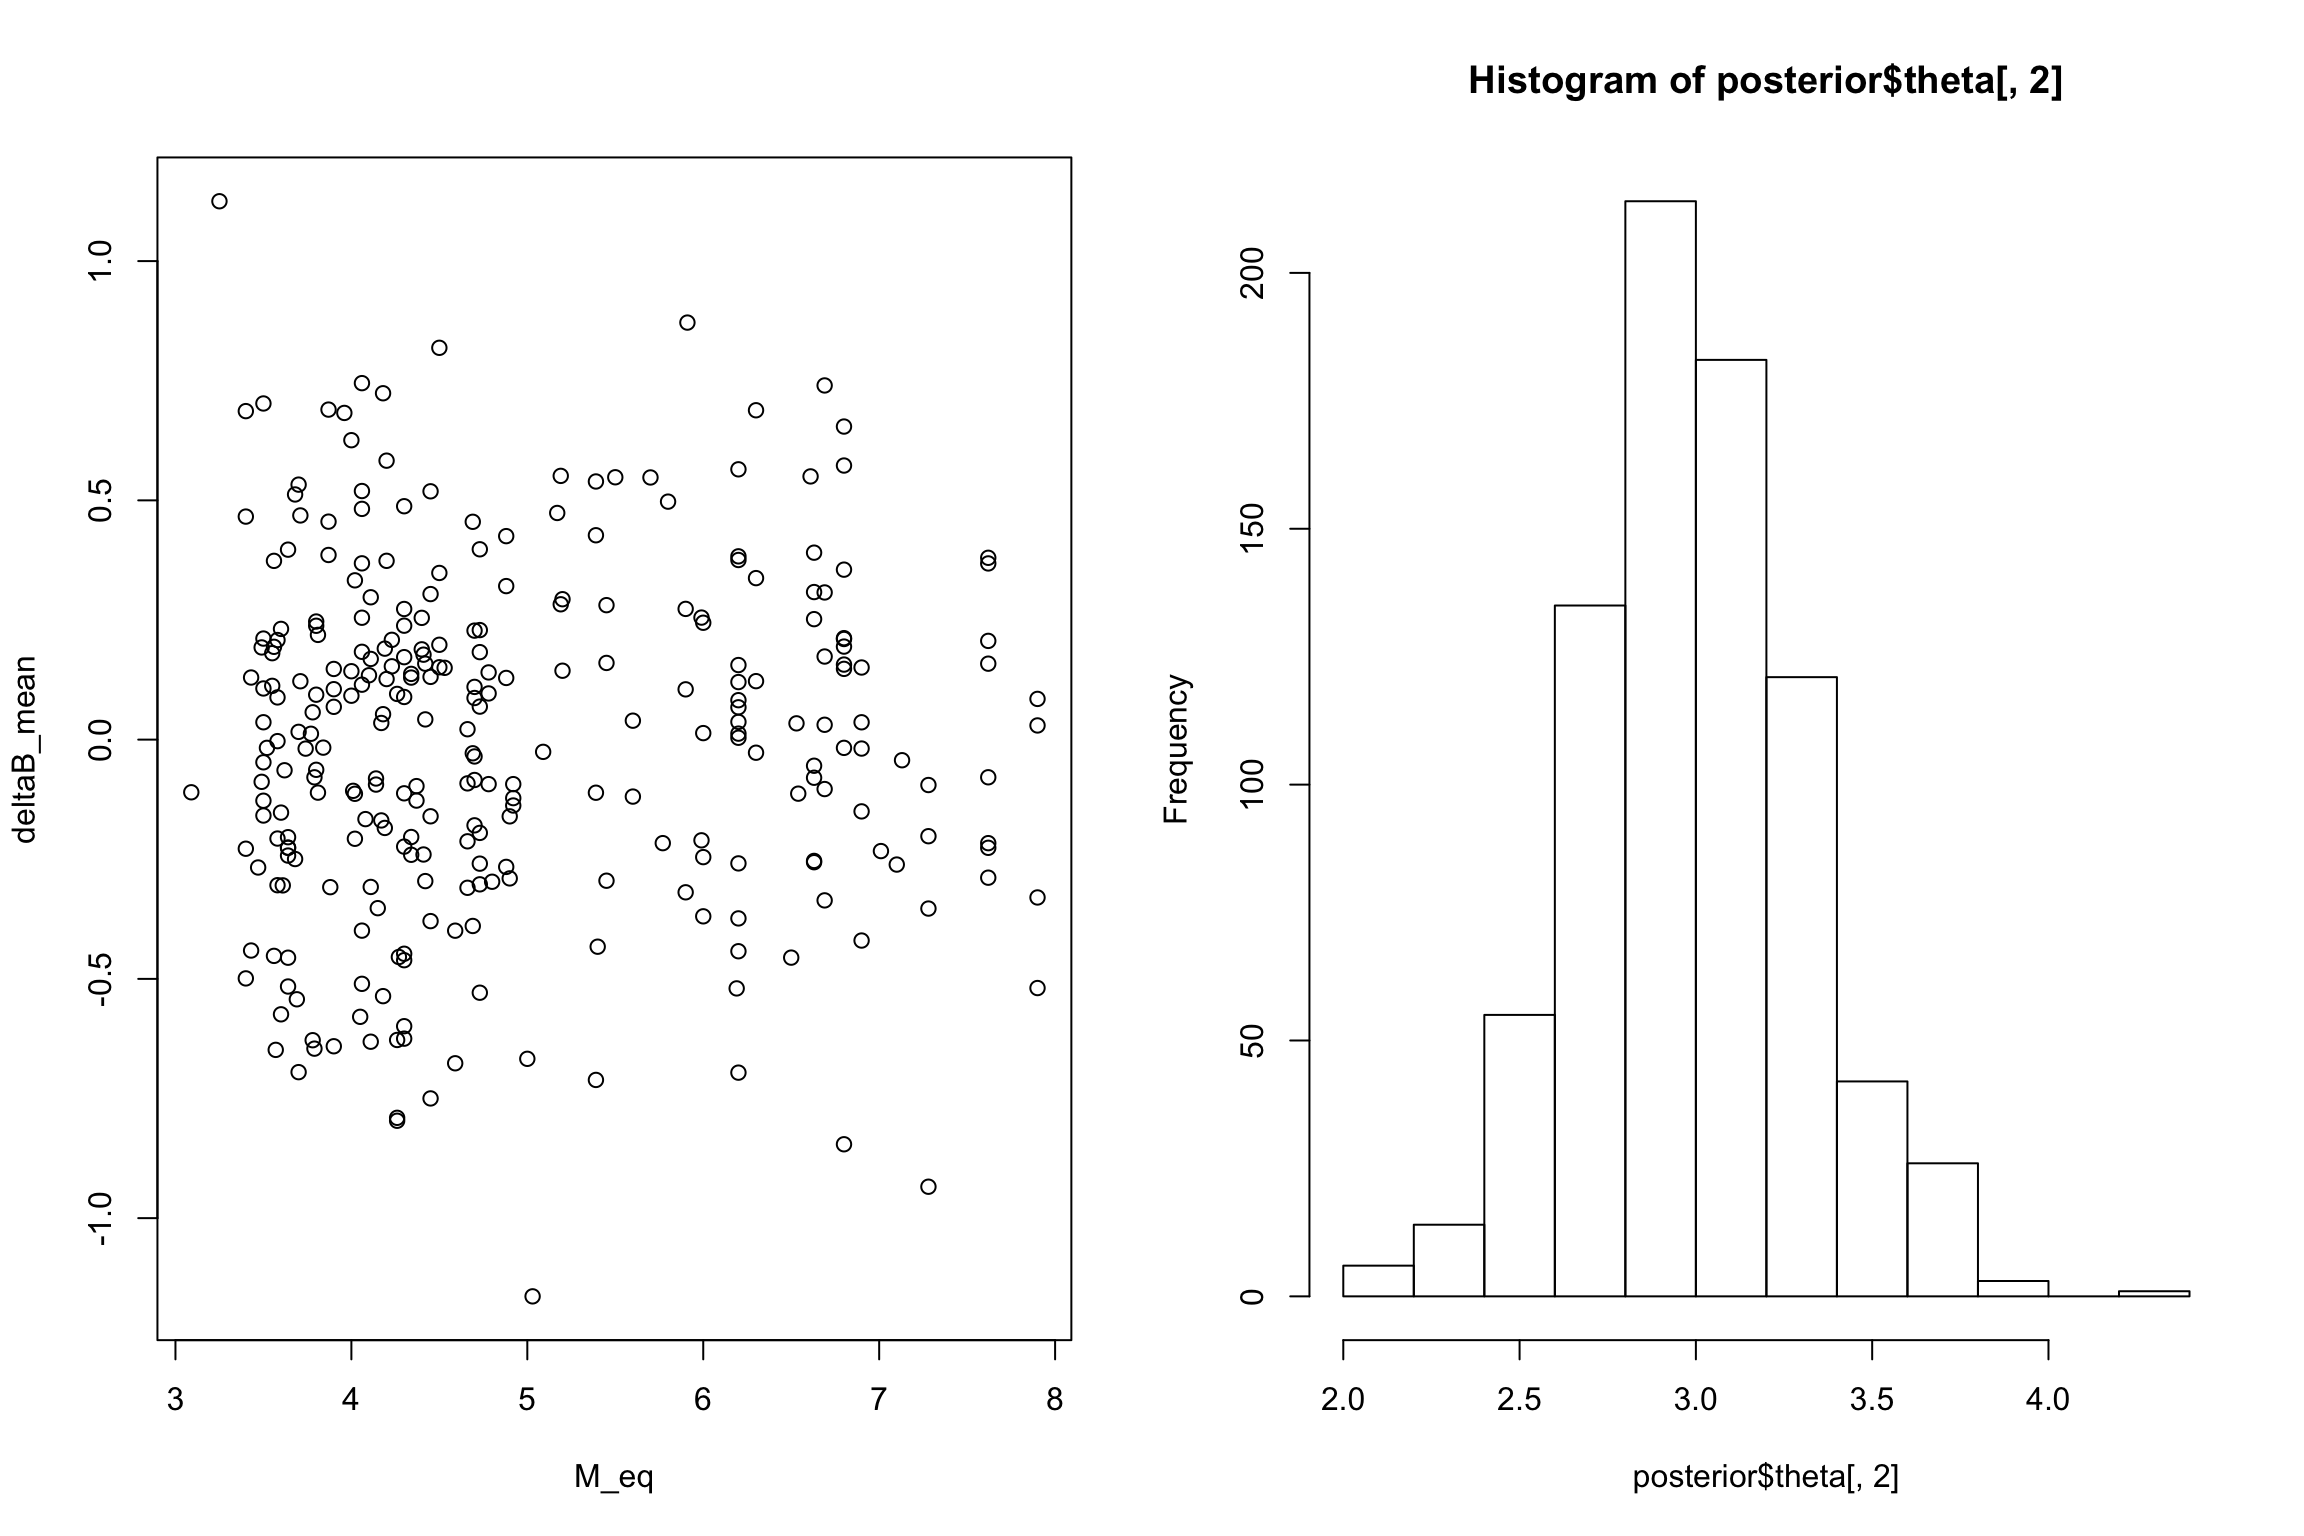 deltaB_mean
1.0
0.5
0.0
-0.5
-1.0
3 4 5 6 7 8
M_eq
Histogram of posterior$theta[, 2]
Frequency
200
150
100
50
0
2.0 2.5 3.0 3.5 4.0
posterior$theta[, 2]